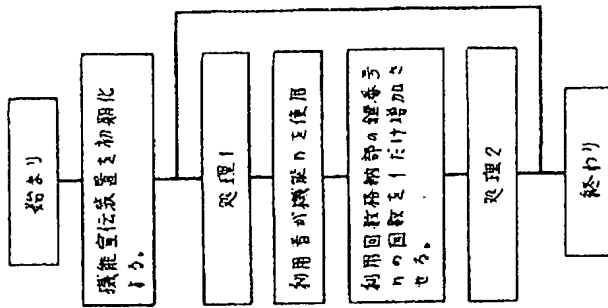 始まり
機能宣伝装置を初期化
する。
処理1
利用者が機能nを使用
利用回数格納部の鍵番号
nの回数を1だけ増加さ
せる。
処理2
終わり